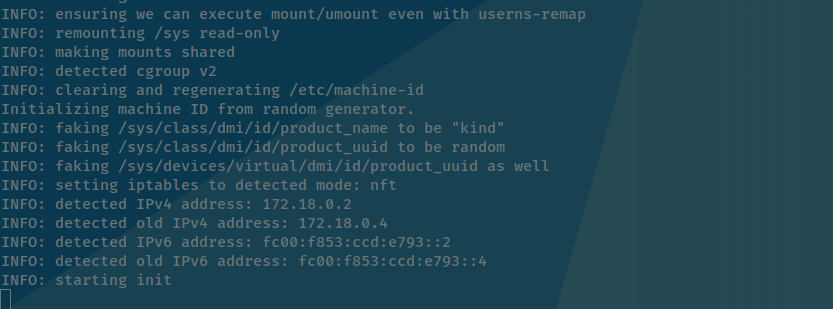 INFO: ensuring we can execute mount/umount even with userns-remap
INFO: remounting /sys read-only
INFO: making mounts shared
INFO: detected cgroup v2
INFO: clearing and regenerating /etc/machine-id
Initializing machine ID from random generator.
INFO: faking /sys/class/dmi/id/product_name to be "kind"
INFO: faking /sys/class/dmi/id/product_uuid to be random
INFO: faking /sys/devices/virtual/dmi/id/product_uuid as well
INFO: setting iptables to detected mode: nft
INFO: detected IPv4 address: 172.18.0.2
INFO: detected old IPv4 address: 172.18.0.4
INFO: detected IPv6 address: fc00:f853:ccd:e793::2
INFO: detected old IPv6 address: fc00:f853:ccd:e793::4
INFO: starting init